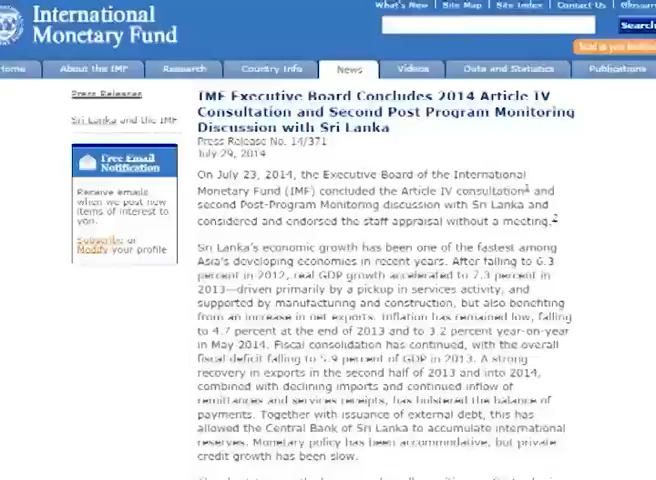 International
Monetary Fund
What's New | Site Map | Site Index | Contact Us | Glossary
Search
Home
About the IMF
Research
Country Info
News
Videos
Data and Statistics
Publications
Press Releases
Sri Lanka and the IMF
Free Email
Notification
Receive emails
when we post new
items of interest to
you.
Subscribe or
Modify your profile
IMF Executive Board Concludes 2014 Article IV
Consultation and Second Post Program Monitoring
Discussion with Sri Lanka
Press Release No. 14/371
July 29, 2014
On July 23, 2014, the Executive Board of the International
Monetary Fund (IMF) concluded the Article IV consultation1 and
second Post-Program Monitoring discussion with Sri Lanka and
considered and endorsed the staff appraisal without a meeting.2
Sri Lanka's economic growth has been one of the fastest among
Asia's developing economies in recent years. After falling to 6.3
percent in 2012, real GDP growth accelerated to 7.3 percent in
2013—driven primarily by a pickup in services activity, and
supported by manufacturing and construction, but also benefiting
from an increase in net exports. Inflation has remained low, falling
to 4.7 percent at the end of 2013 and to 3.2 percent year-on-year
in May 2014. Fiscal consolidation has continued, with the overall
fiscal deficit falling to 5.9 percent of GDP in 2013. A strong
recovery in exports in the second half of 2013 and into 2014,
combined with declining imports and continued inflow of
remittances and services receipts, has bolstered the balance of
payments. Together with issuance of external debt, this has
allowed the Central Bank of Sri Lanka to accumulate international
reserves. Monetary policy has been accommodative, but private
credit growth has been slow.